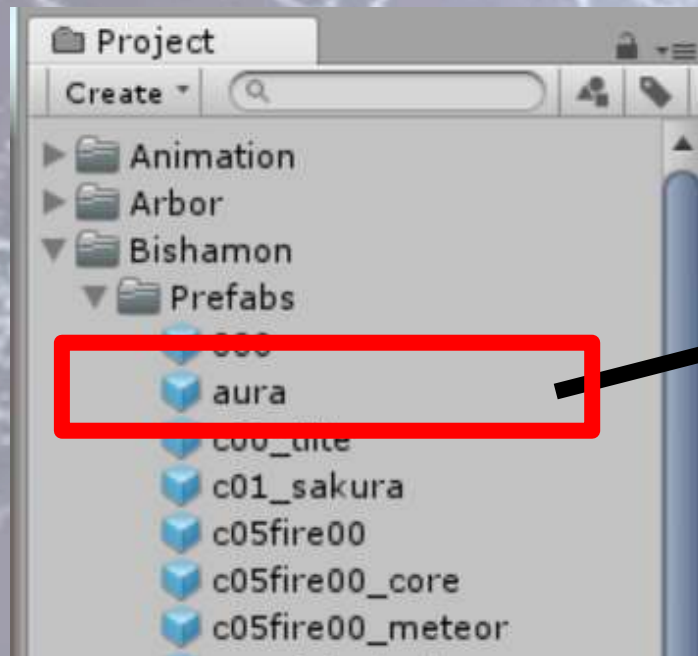 Project
Create
Animation
Arbor
Bishamon
Prefabs
aura
c01_sakura
c05fire00
c05fire00_core
c05fire00_meteor